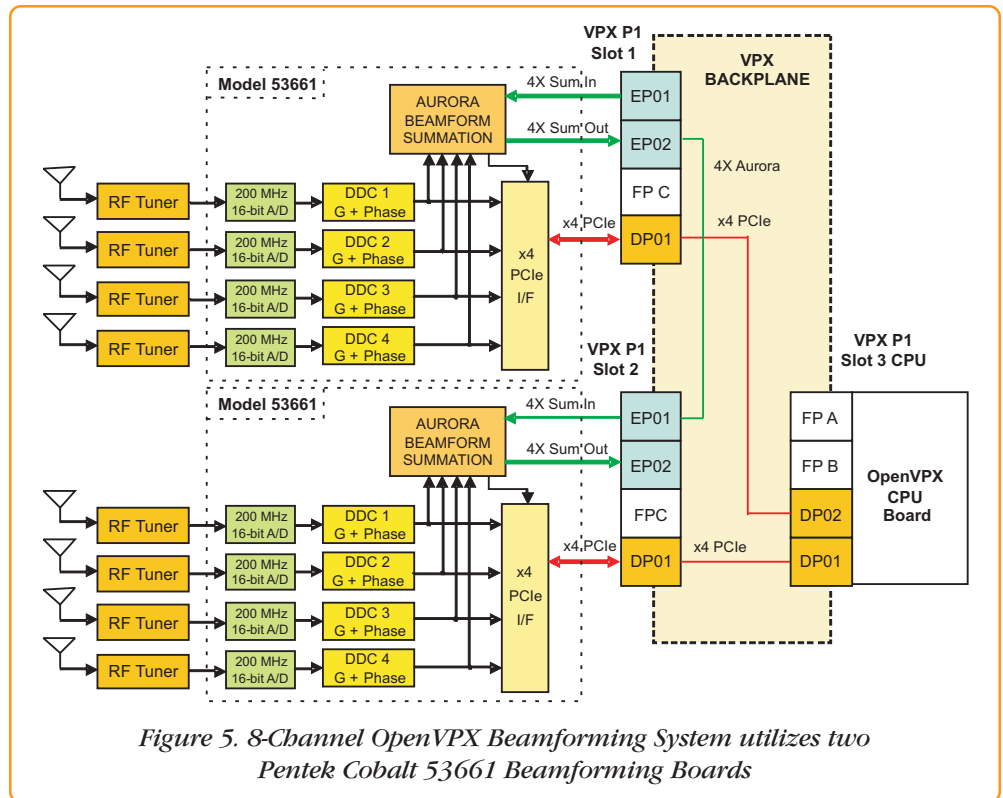 VPX P1
Slot 1
VPX
BACKPLANE
Model 53661
AURORA
BEAMFORM
SUMMATION
4X Sum In
4X Sum Out
EP01
EP02
FP C
DP01
4X Aurora
x4 PCIe
x4 PCIe
RF Tuner
200 MHz
16-bit A/D
DDC 1
G + Phase
RF Tuner
200 MHz
16-bit A/D
DDC 2
G + Phase
RF Tuner
200 MHz
16-bit A/D
DDC 3
G + Phase
RF Tuner
200 MHz
16-bit A/D
DDC 4
G + Phase
x4
PCIe
I/F
VPX P1
Slot 2
VPX P1
Slot 3 CPU
Model 53661
AURORA
BEAMFORM
SUMMATION
4X Sum In
4X Sum Out
EP01
EP02
FPC
DP01
x4 PCIe
x4 PCIe
FP A
FP B
DP02
DP01
OpenVPX
CPU
Board
RF Tuner
200 MHz
16-bit A/D
DDC 1
G + Phase
RF Tuner
200 MHz
16-bit A/D
DDC 2
G + Phase
RF Tuner
200 MHz
16-bit A/D
DDC 3
G + Phase
RF Tuner
200 MHz
16-bit A/D
DDC 4
G + Phase
x4
PCIe
I/F
Figure 5. 8-Channel OpenVPX Beamforming System utilizes two
Pentek Cobalt 53661 Beamforming Boards